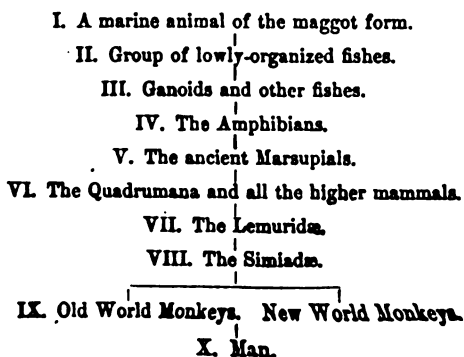 I. A marine animal of the maggot form.
II. Group of lowly-organized fishes.
III. Ganoids and other fishes.
IV. The Amphibians.
V. The ancient Marsupials.
VI. The Quadrumana and all the higher mammals.
VII. The Lemuridæ.
VIII. The Simiadæ.
IX. Old World Monkeys. New World Monkeys.
X. Man.